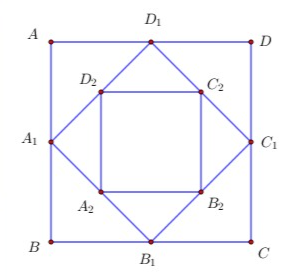 A D₁ D
D₂ C₂
A₁ C₁
A₂ B₂
B B₁ C